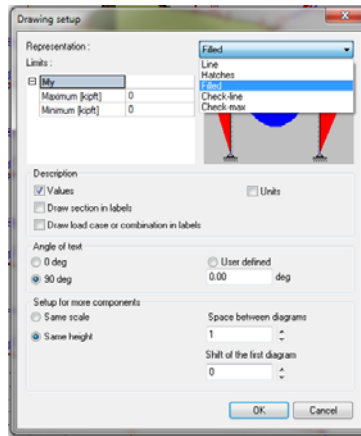 Drawing setup
Representation :
Filled
Limits :
Line
Hatches
Filled
Check-line
Check-max
My
Maximum [kipft] 0
Minimum [kipft] 0
Description
Values
Units
Draw section in labels
Draw load case or combination in labels
Angle of text
0 deg
User defined
90 deg
0.00 deg
Setup for more components
Same scale
Space between diagrams
Same height
1
Shift of the first diagram
0
OK
Cancel